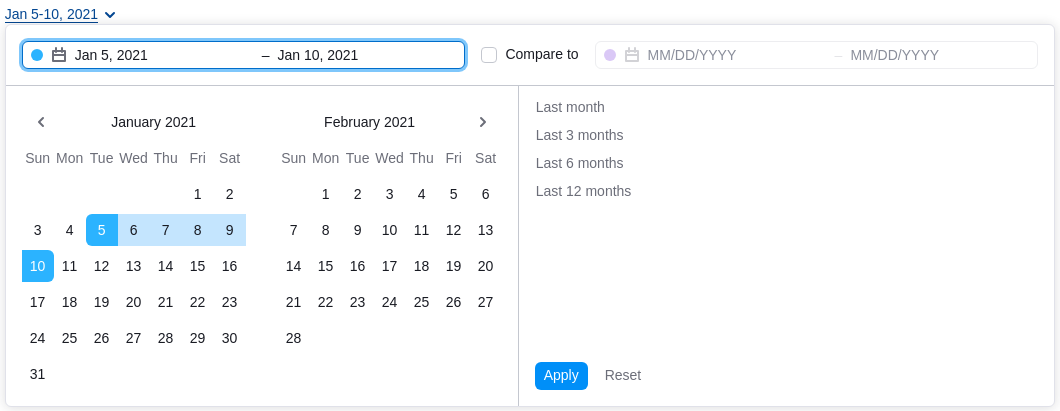 Jan 5-10, 2021
Jan 5, 2021 – Jan 10, 2021 Compare to MM/DD/YYYY – MM/DD/YYYY
January 2021
Sun Mon Tue Wed Thu Fri Sat
1 2
3 4 5 6 7 8 9
10 11 12 13 14 15 16
17 18 19 20 21 22 23
24 25 26 27 28 29 30
31
February 2021
Sun Mon Tue Wed Thu Fri Sat
1 2 3 4 5 6
7 8 9 10 11 12 13
14 15 16 17 18 19 20
21 22 23 24 25 26 27
28
Last month
Last 3 months
Last 6 months
Last 12 months
Apply Reset